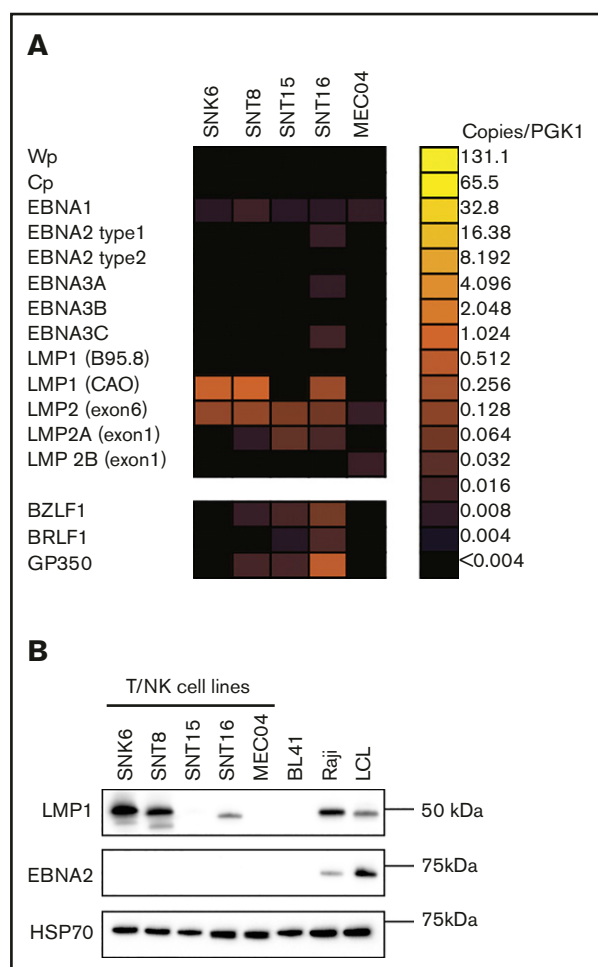 A
SNK6 SNT8 SNT15 SNT16 MEC04
Copies/PGK1
Wp
Cp
EBNA1
EBNA2 type1
EBNA2 type2
EBNA3A
EBNA3B
EBNA3C
LMP1 (B95.8)
LMP1 (CAO)
LMP2 (exon6)
LMP2A (exon1)
LMP 2B (exon1)
BZLF1
BRLF1
GP350
131.1
65.5
32.8
16.38
8.192
4.096
2.048
1.024
0.512
0.256
0.128
0.064
0.032
0.016
0.008
0.004
<0.004
B
T/NK cell lines
SNK6 SNT8 SNT15 SNT16 MEC04 BL41 Raji LCL
LMP1 50 kDa
EBNA2 75kDa
HSP70 75kDa